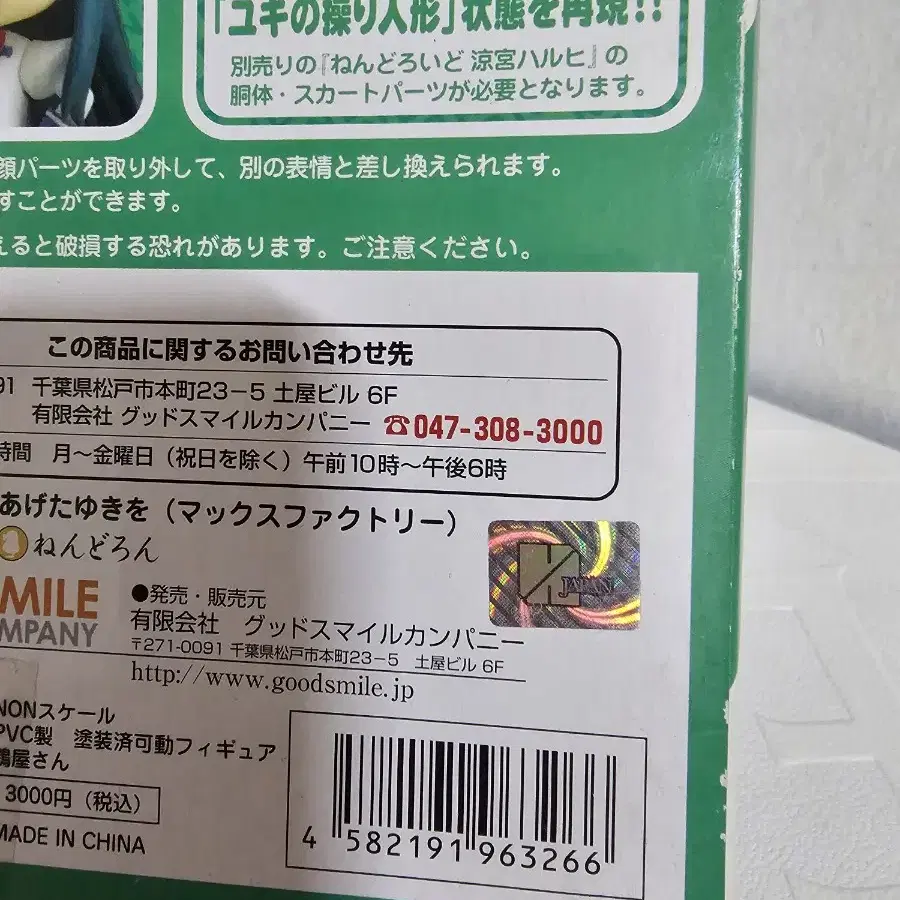 「ユキの操り人形」状態を再現!!
別売りの『ねんどろいど 涼宮ハルヒ』の
胴体・スカートパーツが必要となります。
顔パーツを取り外して、別の表情と差し換えられます。
すことができます。
えると破損する恐れがあります。ご注意ください。
この商品に関するお問い合わせ先
91 千葉県松戸市本町23−5 土屋ビル 6F
有限会社 グッドスマイルカンパニー ☎047-308-3000
時間 月〜金曜日（祝日を除く）午前10時〜午後6時
あげたゆきを（マックスファクトリー）
ねんどろん
JAPAN
MILE
MPANY
●発売・販売元
有限会社 グッドスマイルカンパニー
〒271-0091 千葉県松戸市本町23−5 土屋ビル 6F
http://www.goodsmile.jp
NONスケール
PVC製 塗装済可動フィギュア
鶴屋さん
3000円（税込）
MADE IN CHINA
4 582191 963266